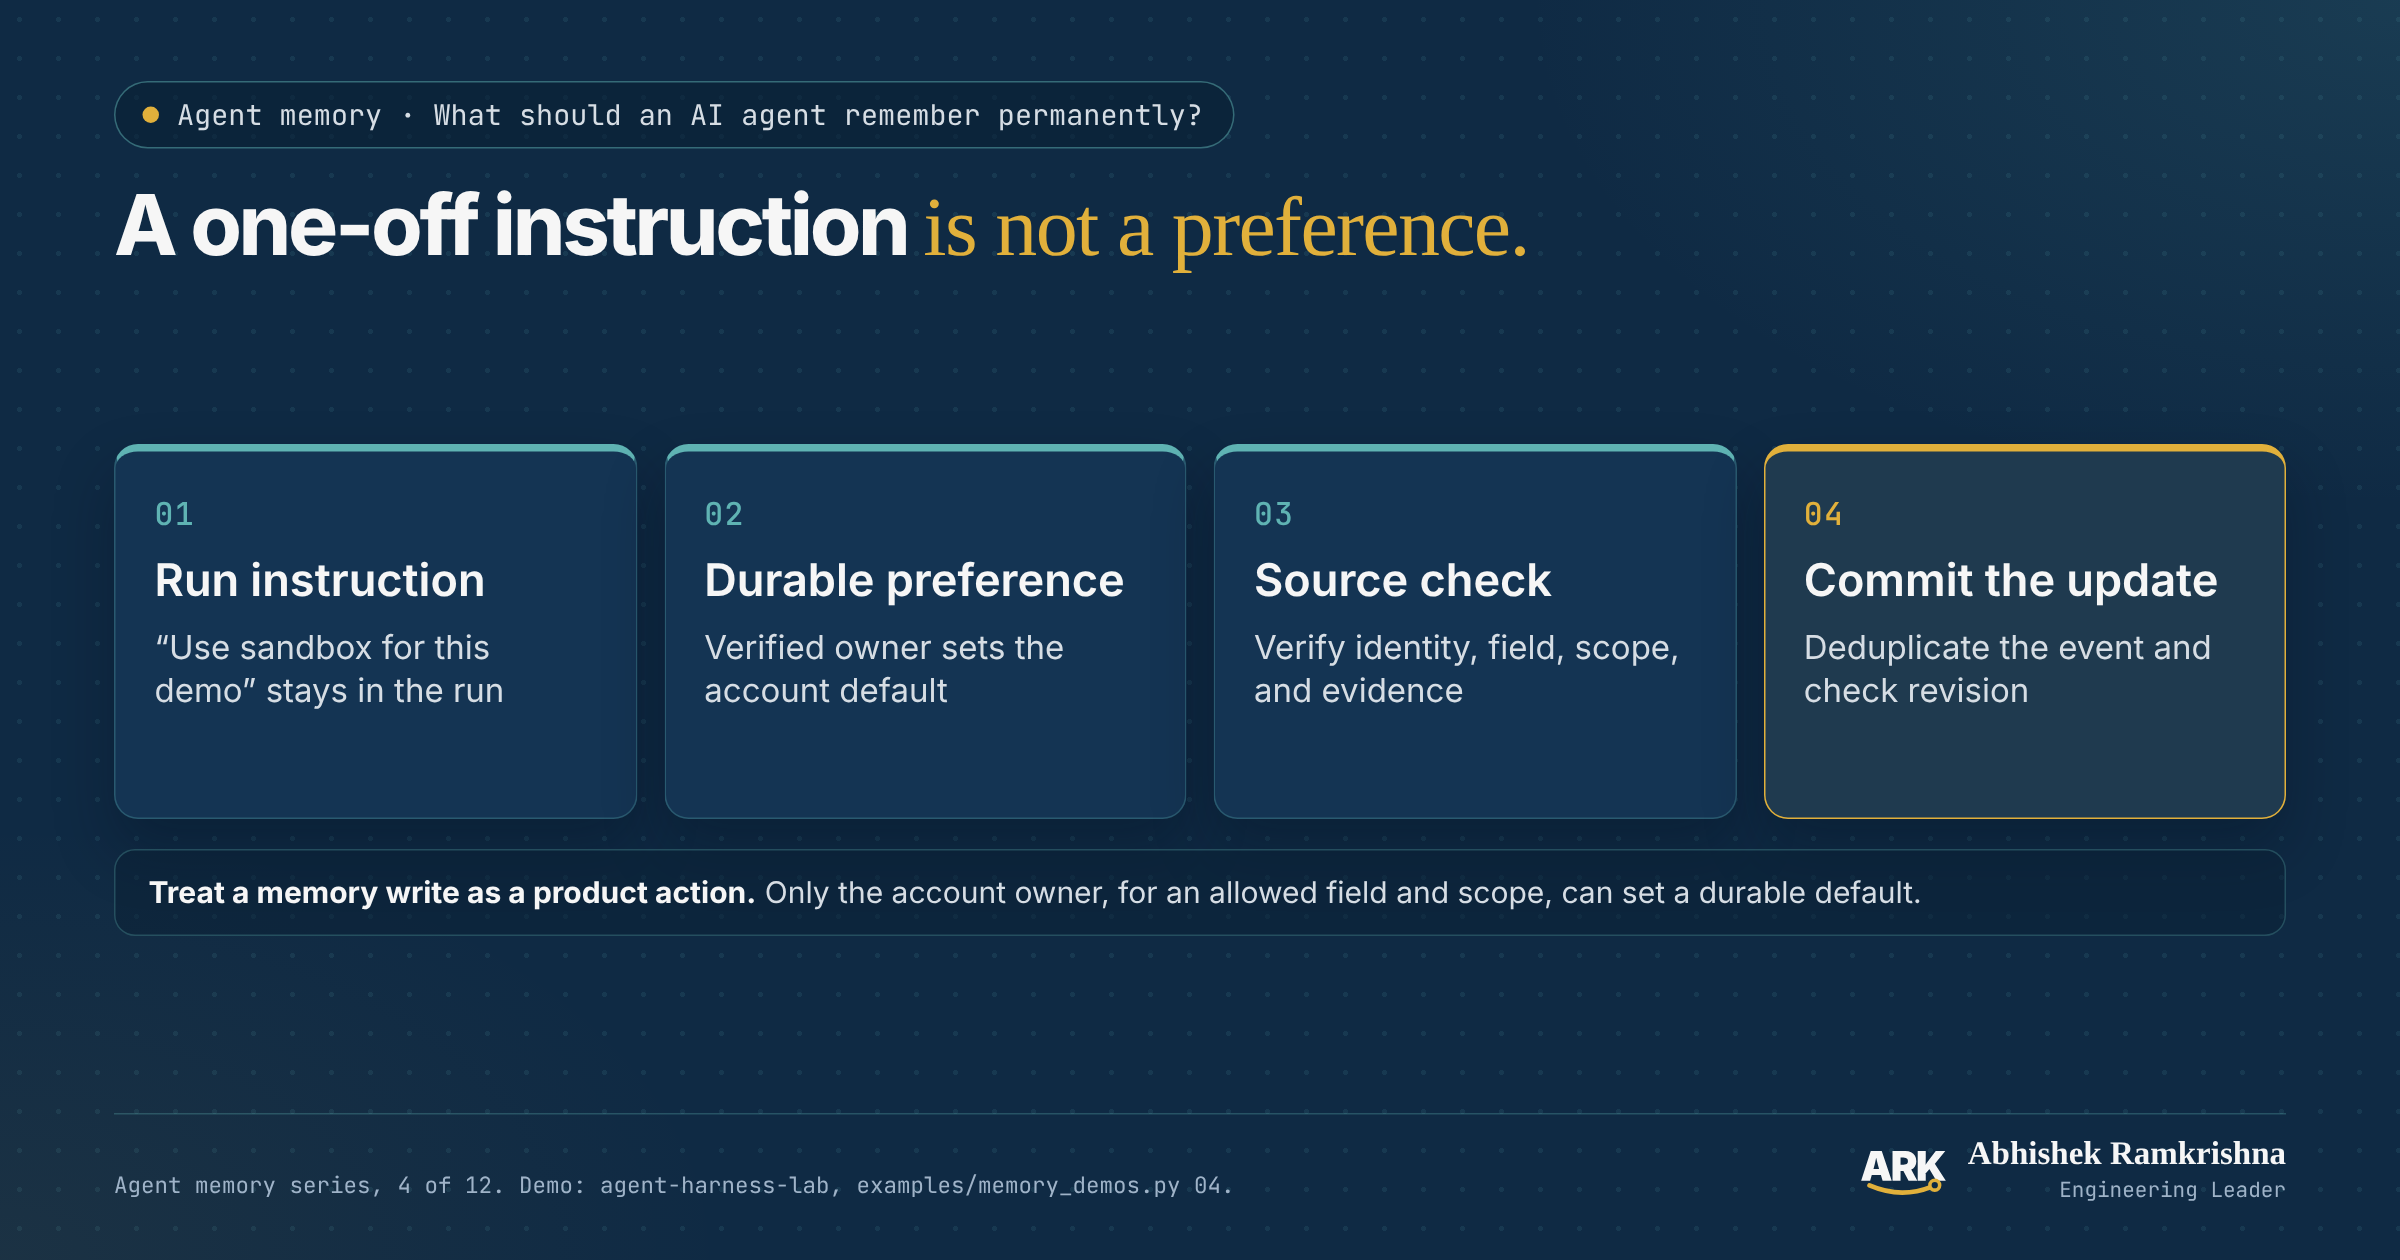 Agent memory · What should an AI agent remember permanently?
A one-off instruction is not a preference.
01
Run instruction
“Use sandbox for this
demo” stays in the run
02
Durable preference
Verified owner sets the
account default
03
Source check
Verify identity, field, scope,
and evidence
04
Commit the update
Deduplicate the event and
check revision
Treat a memory write as a product action. Only the account owner, for an allowed field and scope, can set a durable default.
Agent memory series, 4 of 12. Demo: agent-harness-lab, examples/memory_demos.py 04.
ARK
Abhishek Ramkrishna
Engineering Leader